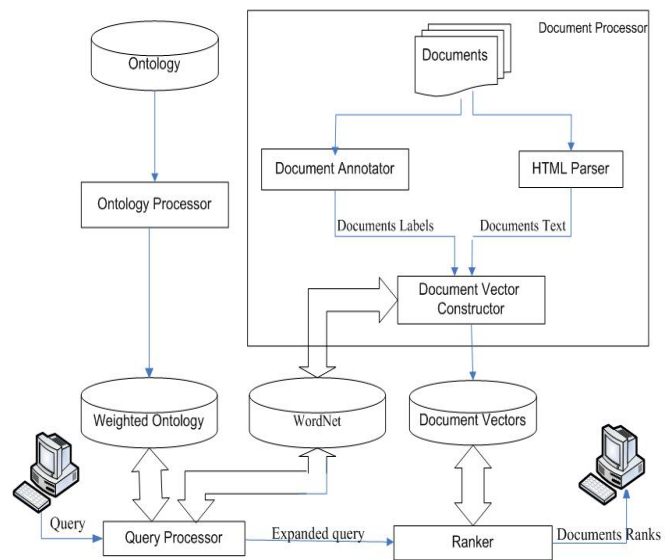 Document Processor
Ontology
Documents
Document Annotator
HTML Parser
Ontology Processor
Documents Labels
Documents Text
Document Vector
Constructor
Weighted Ontology
WordNet
Document Vectors
Query
Query Processor
Expanded query
Ranker
Documents Ranks